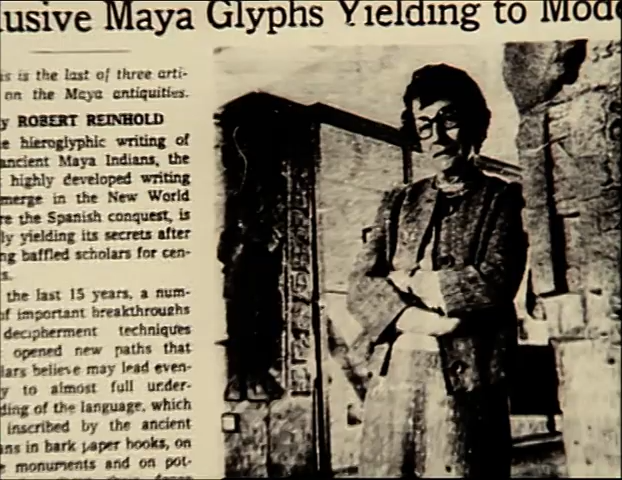 lusive Maya Glyphs Yielding to Mode
is is the last of three arti-
on the Maya antiquities.
y ROBERT REINHOLD
e hieroglyphic writing of
ancient Maya Indians, the
highly developed writing
emerge in the New World
re the Spanish conquest, is
ly yielding its secrets after
ng baffled scholars for cen-
s.
the last 15 years, a num-
of important breakthroughs
decipherment techniques
opened new paths that
lars believe may lead even-
y to almost full under-
ding of the language, which
inscribed by the ancient
ans in bark paper books, on
e monuments and on pot-